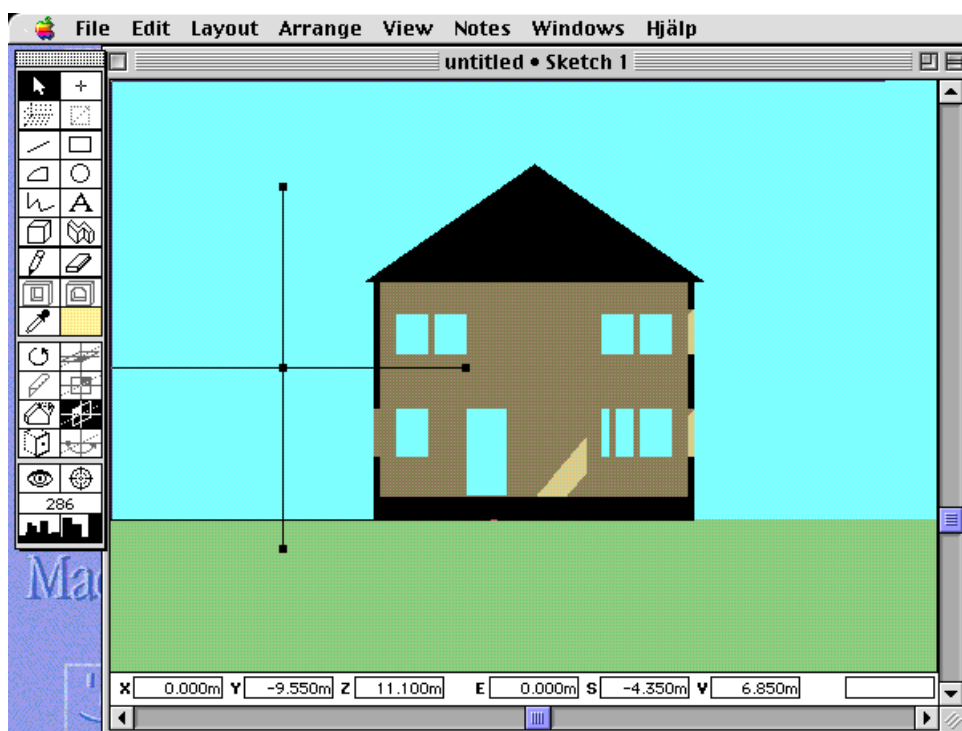 File Edit Layout Arrange View Notes Windows Hjälp
untitled • Sketch 1
A
286
X 0.000m Y -9.550m Z 11.100m E 0.000m S -4.350m V 6.850m